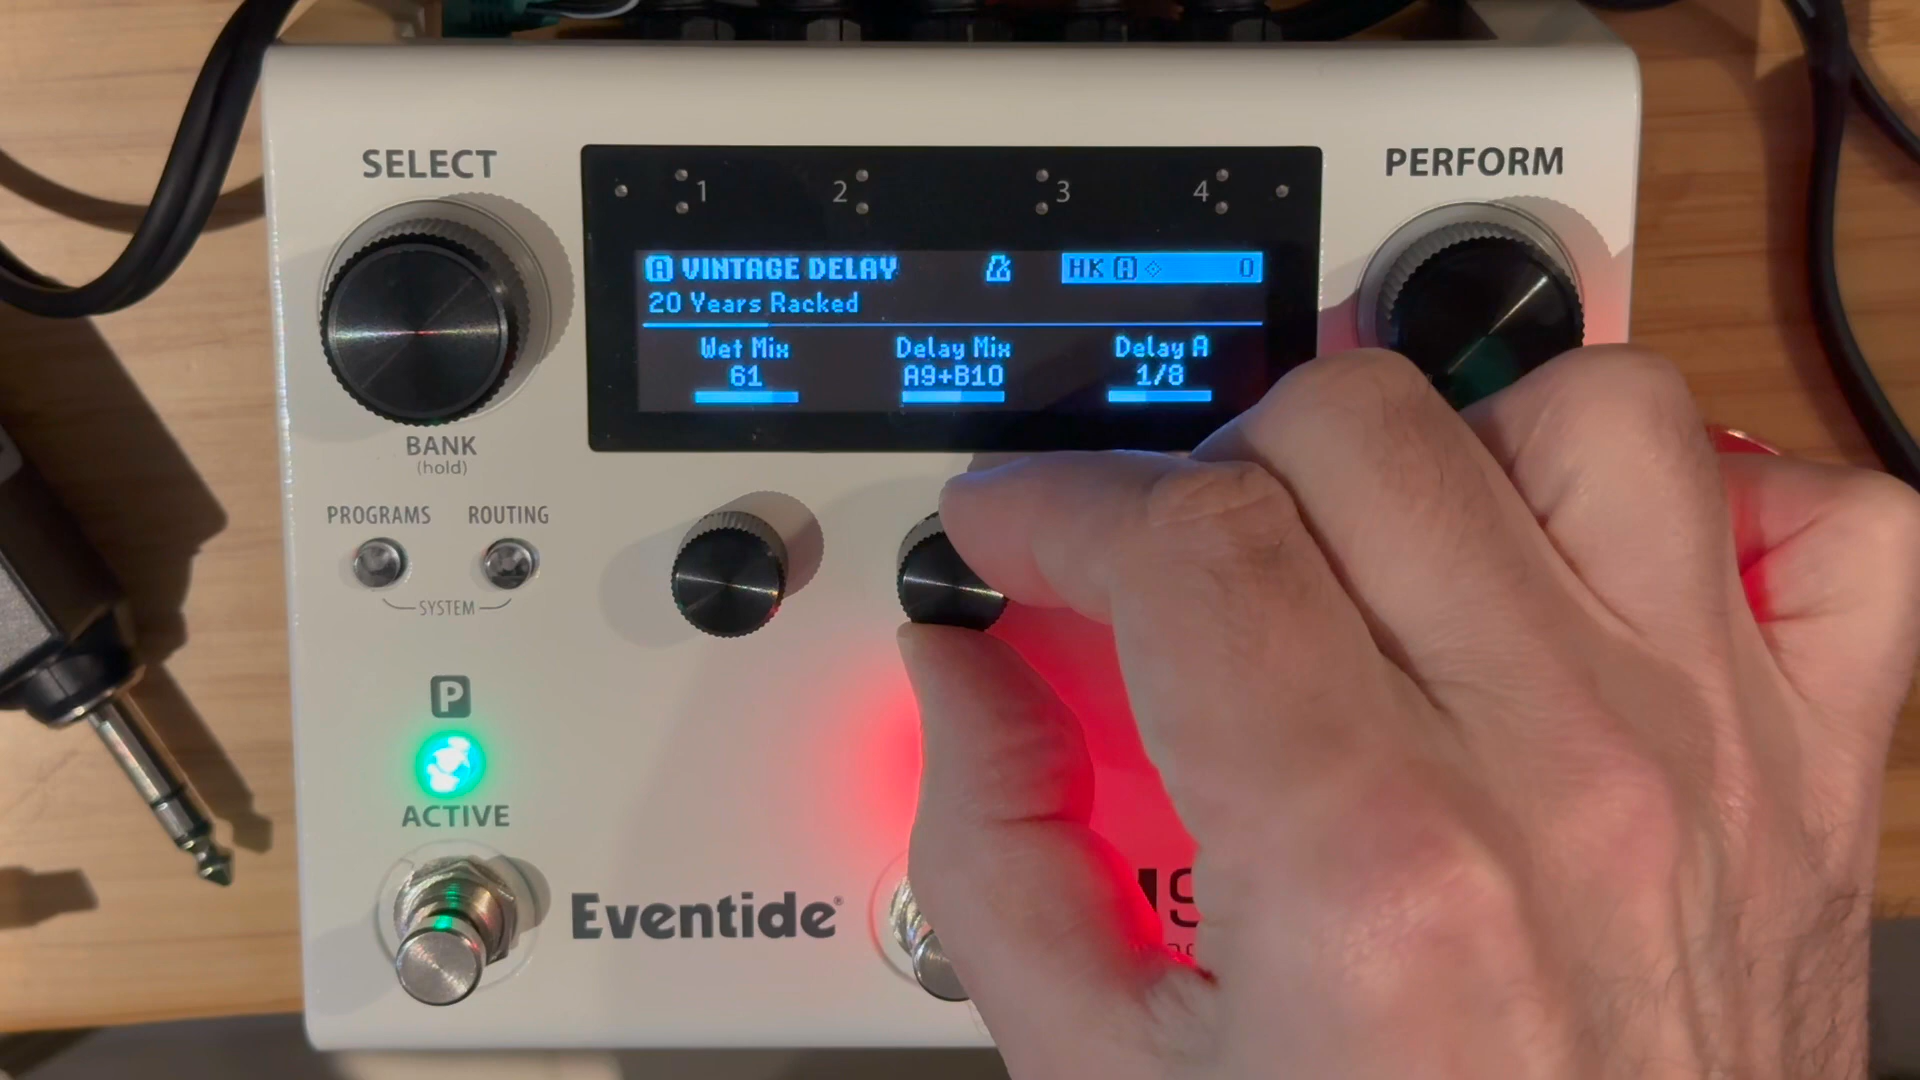 SELECT
PERFORM
1 2 3 4
A VINTAGE DELAY HK A 0
20 Years Racked
Wet Mix Delay Mix Delay A
61 A9+B10 1/8
BANK
(hold)
PROGRAMS ROUTING
SYSTEM
P
ACTIVE
Eventide®